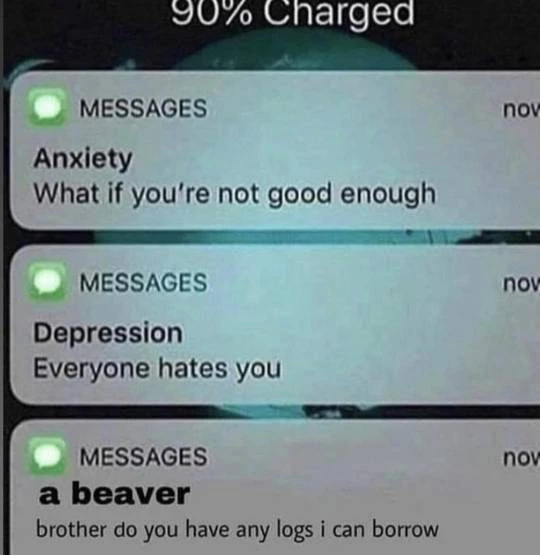 90% Charged
MESSAGES
Anxiety
What if you're not good enough
MESSAGES
Depression
Everyone hates you
MESSAGES
a beaver
brother do you have any logs i can borrow